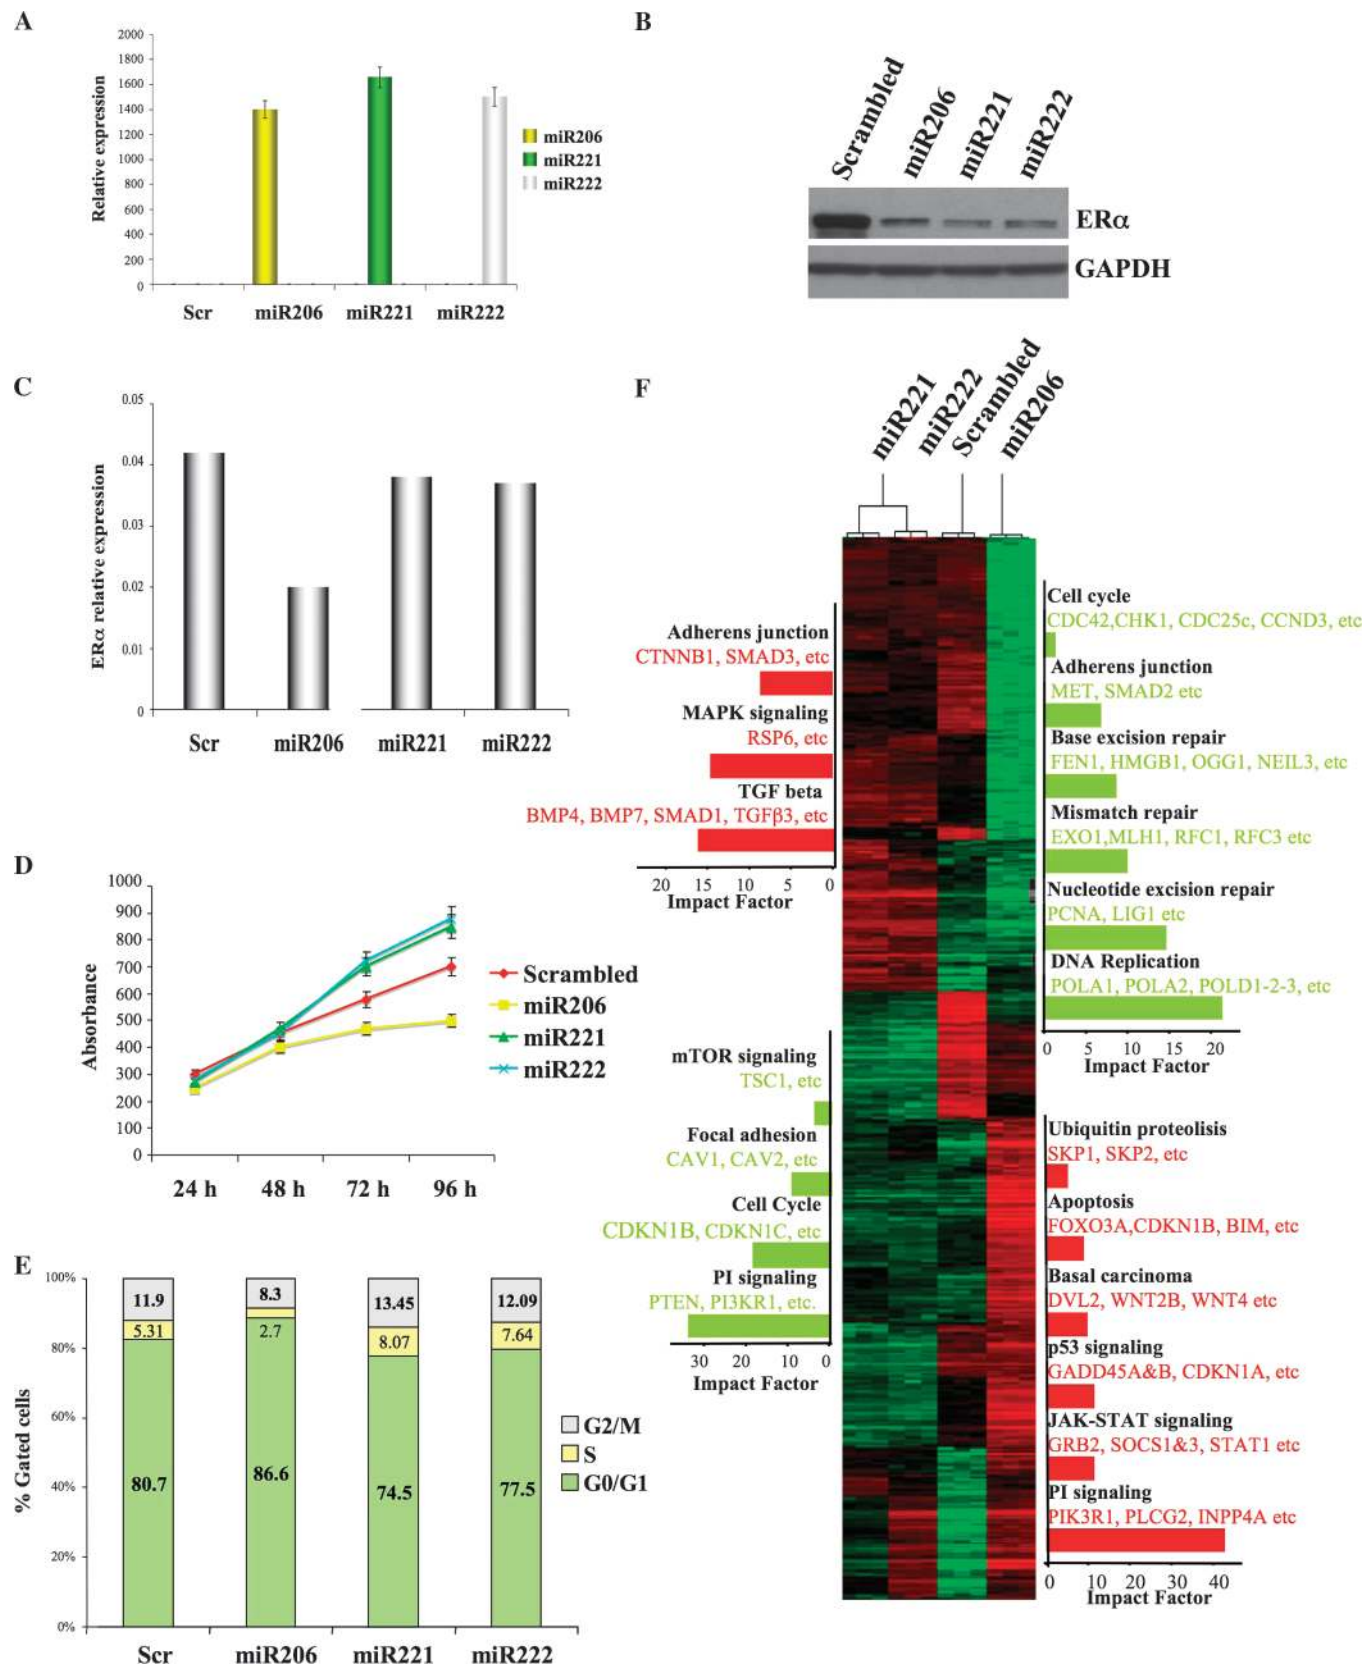 A
2000
1800
1600
1400
1200
1000
800
600
400
200
0
Relative expression
Scr miR206 miR221 miR222
miR206
miR221
miR222
B
Scrambled
miR206
miR221
miR222
ERα
GAPDH
C
0.05
0.04
0.03
0.02
0.01
0
ERα relative expression
Scr miR206 miR221 miR222
D
1000
900
800
700
600
500
400
300
200
100
0
Absorbance
24 h 48 h 72 h 96 h
Scrambled
miR206
miR221
miR222
E
100%
80%
60%
40%
20%
0%
% Gated cells
11.9 8.3 13.45 12.09
5.31 2.7 8.07 7.64
80.7 86.6 74.5 77.5
Scr miR206 miR221 miR222
G2/M
S
G0/G1
F
miR221
miR222
Scrambled
miR206
Adherens junction
CTNNB1, SMAD3, etc
MAPK signaling
RSP6, etc
TGF beta
BMP4, BMP7, SMAD1, TGFβ3, etc
20 15 10 5 0
Impact Factor
mTOR signaling
TSC1, etc
Focal adhesion
CAV1, CAV2, etc
Cell Cycle
CDKN1B, CDKN1C, etc
PI signaling
PTEN, PI3KR1, etc.
30 20 10 0
Impact Factor
Cell cycle
CDC42,CHK1, CDC25c, CCND3, etc
Adherens junction
MET, SMAD2 etc
Base excision repair
FEN1, HMGB1, OGG1, NEIL3, etc
Mismatch repair
EXO1,MLH1, RFC1, RFC3 etc
Nucleotide excision repair
PCNA, LIG1 etc
DNA Replication
POLA1, POLA2, POLD1-2-3, etc
0 5 10 15 20
Impact Factor
Ubiquitin proteolisis
SKP1, SKP2, etc
Apoptosis
FOXO3A,CDKN1B, BIM, etc
Basal carcinoma
DVL2, WNT2B, WNT4 etc
p53 signaling
GADD45A&B, CDKN1A, etc
JAK-STAT signaling
GRB2, SOCS1&3, STAT1 etc
PI signaling
PIK3R1, PLCG2, INPP4A etc
0 10 20 30 40
Impact Factor